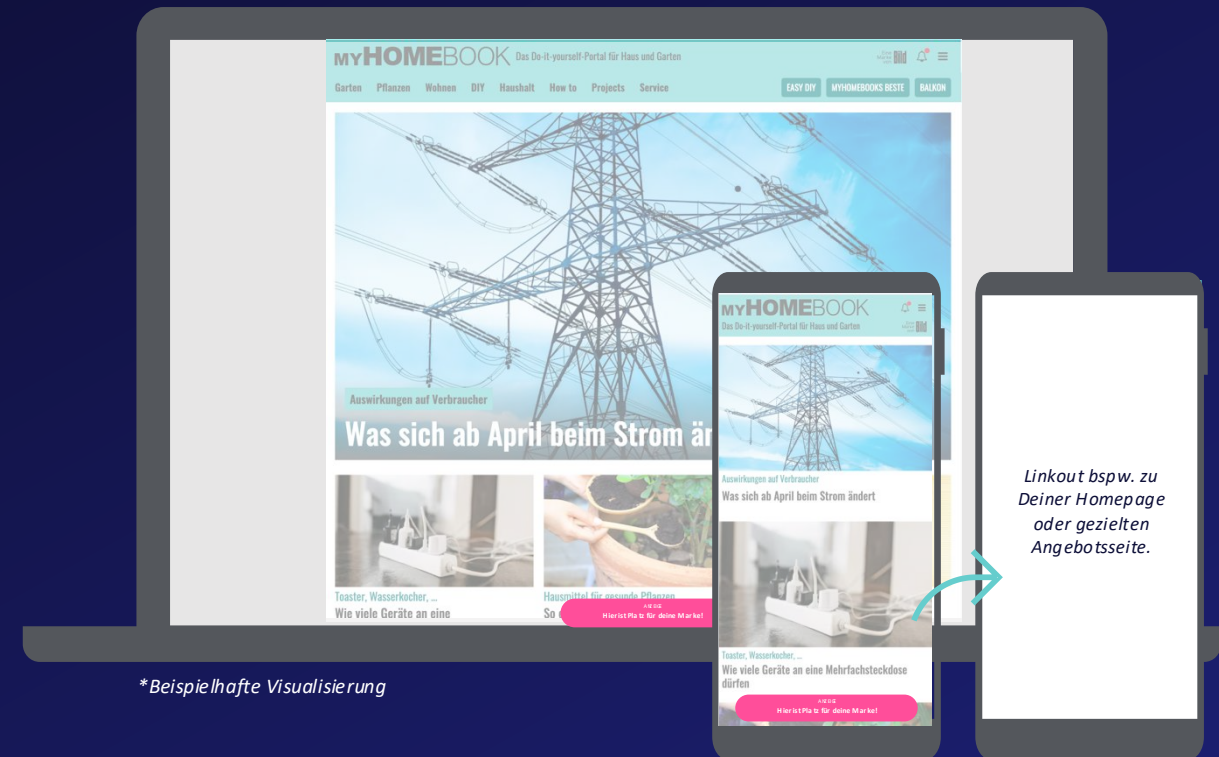 MYHOMEBOOK Das Do-it-yourself-Portal für Haus und Garten
Bild
Garten Pflanzen Wohnen DIY Haushalt How to Projects Service
EASY DIY MYHOMEBOOKS BESTE BALKON
Auswirkungen auf Verbraucher
Was sich ab April beim Strom är
Toaster, Wasserkocher, ...
Wie viele Geräte an eine
Hausmittel für gesunde Pflanzen
So
ANZEIGE
Hier ist Platz für deine Marke!
MYHOMEBOOK
Das Do-it-yourself-Portal für Haus und Garten
Bild
Auswirkungen auf Verbraucher
Was sich ab April beim Strom ändert
Toaster, Wasserkocher, ...
Wie viele Geräte an eine Mehrfachsteckdose
dürfen
ANZEIGE
Hier ist Platz für deine Marke!
Linkout bspw. zu
Deiner Homepage
oder gezielten
Angebotsseite.
*Beispielhafte Visualisierung